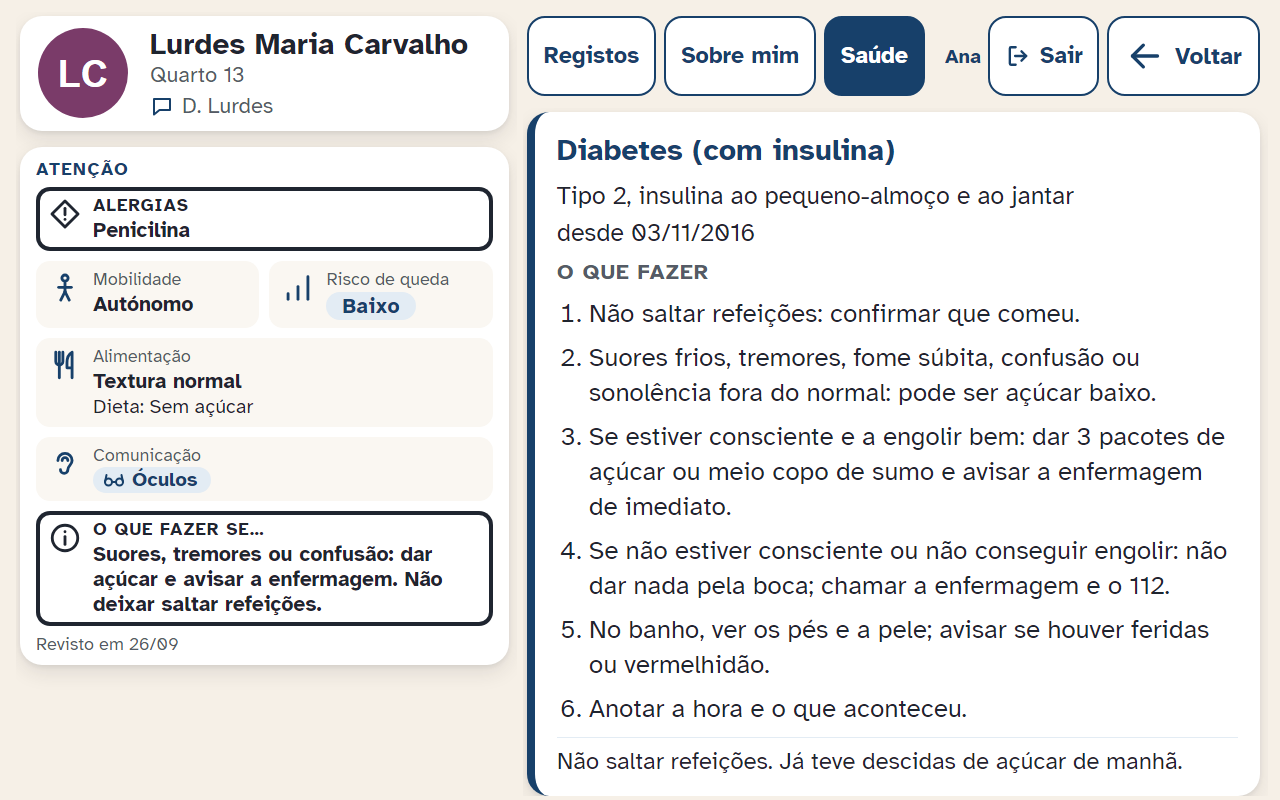 LC
Lurdes Maria Carvalho
Quarto 13
D. Lurdes
ATENÇÃO
ALERGIAS
Penicilina
Mobilidade
Autónomo
Risco de queda
Baixo
Alimentação
Textura normal
Dieta: Sem açúcar
Comunicação
Óculos
O QUE FAZER SE...
Suores, tremores ou confusão: dar
açúcar e avisar a enfermagem. Não
deixar saltar refeições.
Revisto em 26/09
Registos
Sobre mim
Saúde
Ana
Sair
Voltar
Diabetes (com insulina)
Tipo 2, insulina ao pequeno-almoço e ao jantar
desde 03/11/2016
O QUE FAZER
1. Não saltar refeições: confirmar que comeu.
2. Suores frios, tremores, fome súbita, confusão ou
sonolência fora do normal: pode ser açúcar baixo.
3. Se estiver consciente e a engolir bem: dar 3 pacotes de
açúcar ou meio copo de sumo e avisar a enfermagem
de imediato.
4. Se não estiver consciente ou não conseguir engolir: não
dar nada pela boca; chamar a enfermagem e o 112.
5. No banho, ver os pés e a pele; avisar se houver feridas
ou vermelhidão.
6. Anotar a hora e o que aconteceu.
Não saltar refeições. Já teve descidas de açúcar de manhã.